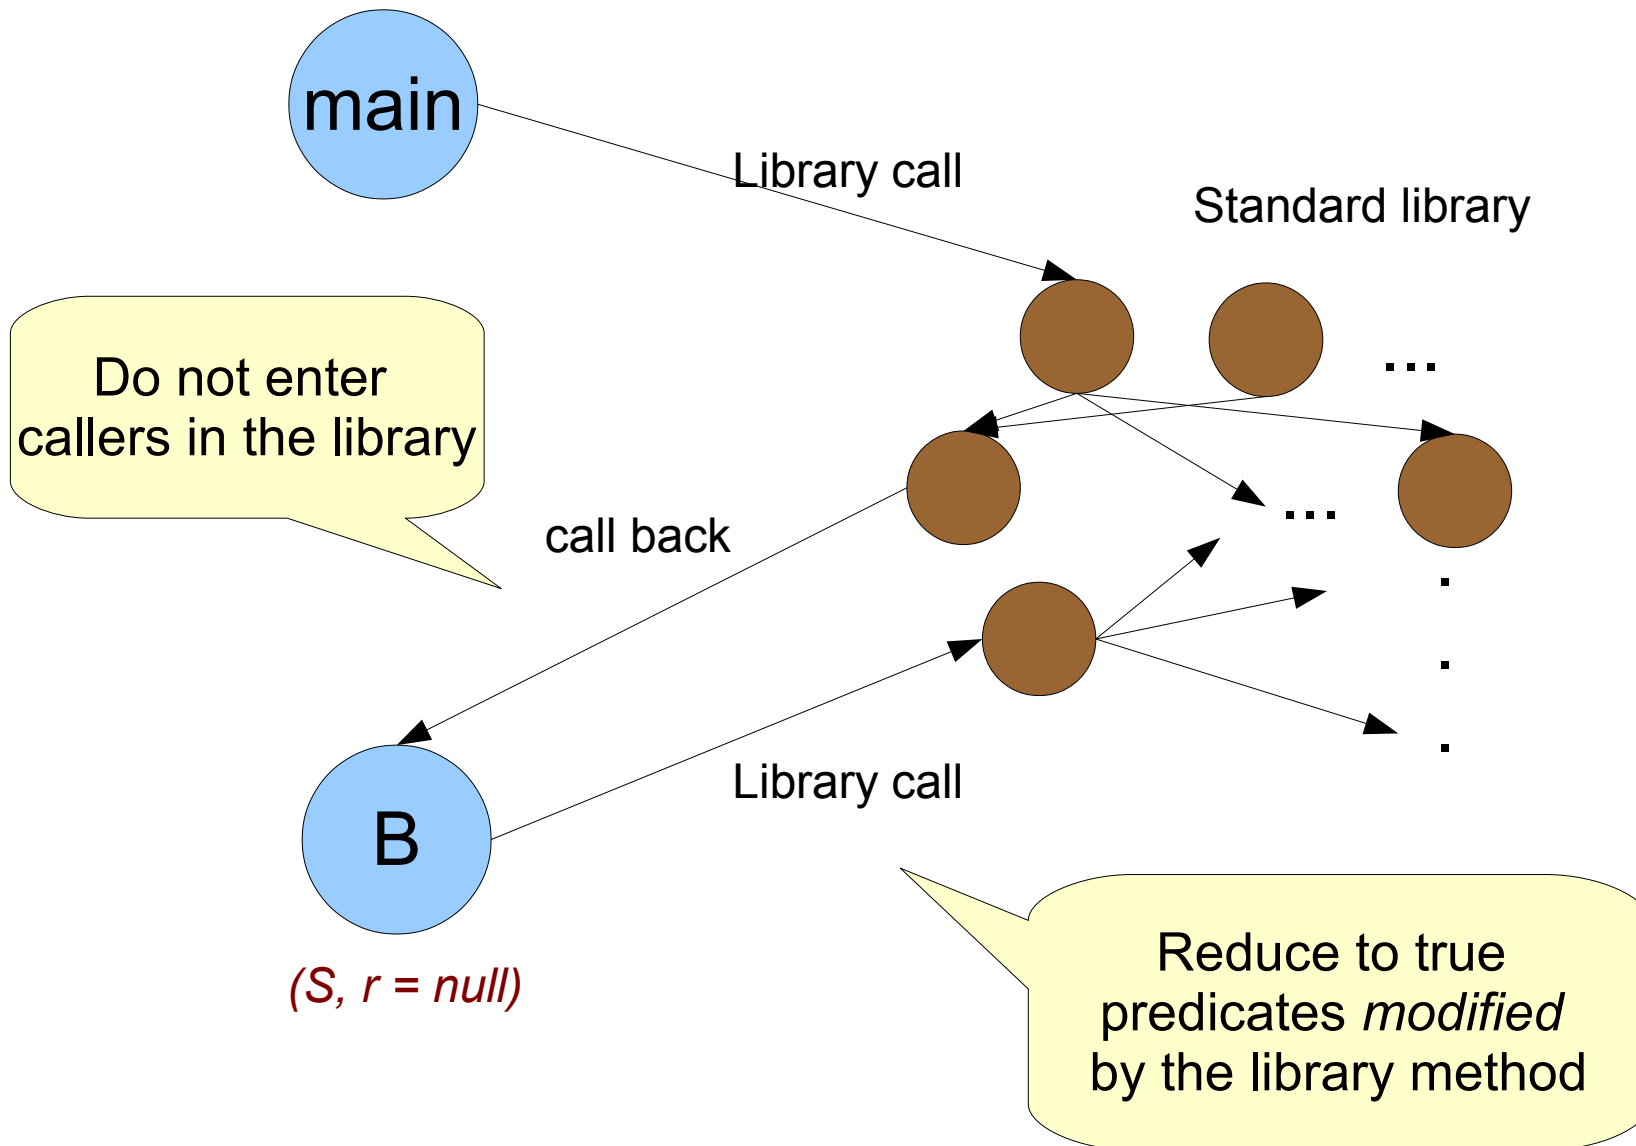 main
Library call
Standard library
...
Do not enter
callers in the library
...
call back
Library call
B
(S, r = null)
Reduce to true
predicates modified
by the library method